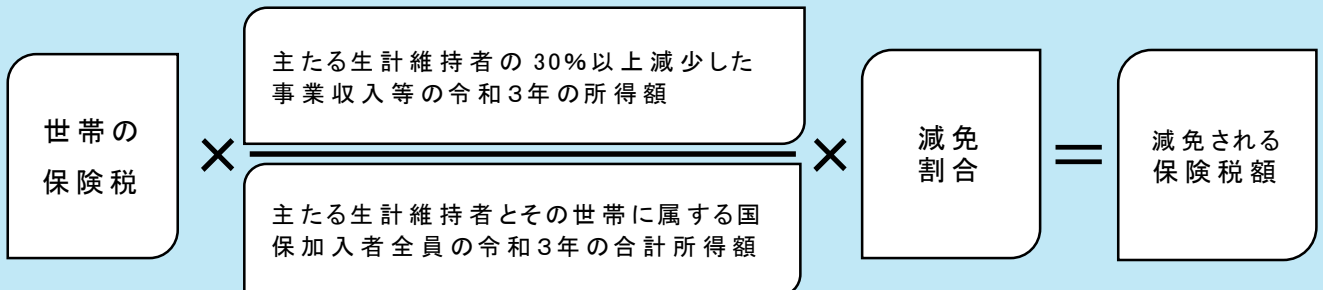 世帯の
保険税
×
主たる生計維持者の30%以上減少した
事業収入等の令和3年の所得額
主たる生計維持者とその世帯に属する国
保加入者全員の令和3年の合計所得額
×
減免
割合
＝
減免される
保険税額